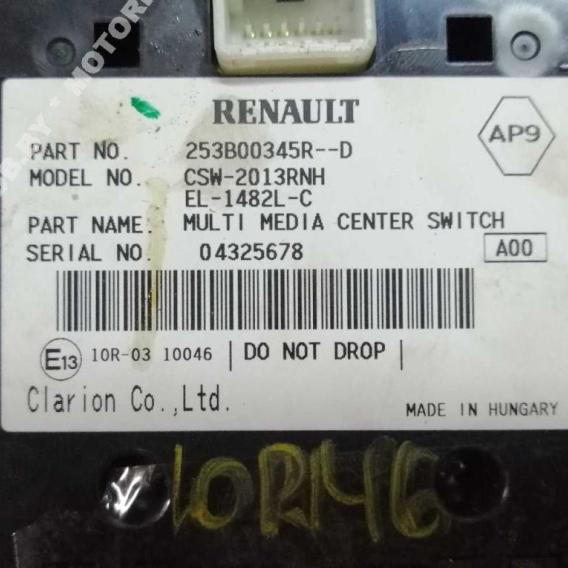 RENAULT
AP9
PART NO. 253B00345R--D
MODEL NO. CSW-2013RNH
EL-1482L-C
PART NAME: MULTI MEDIA CENTER SWITCH
SERIAL NO. 04325678
A00
E13 10R-03 10046 DO NOT DROP
Clarion Co.,Ltd.
MADE IN HUNGARY